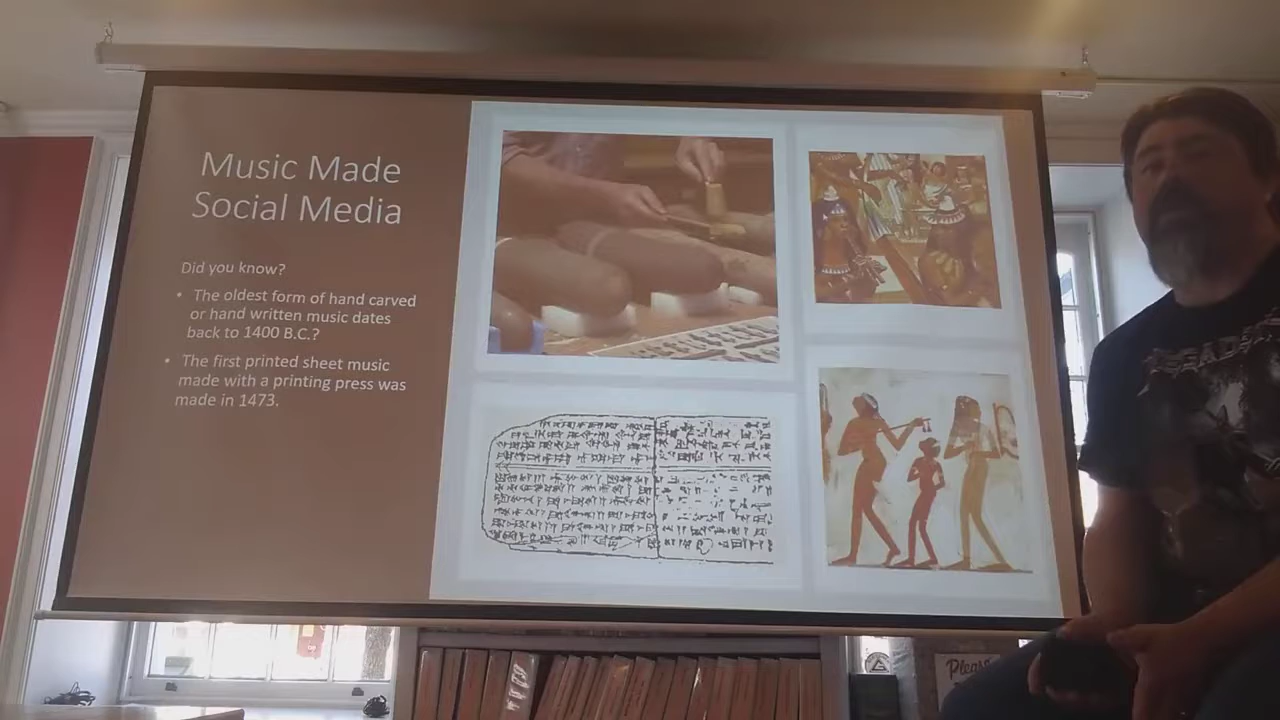 Music Made
Social Media
Did you know?
• The oldest form of hand carved
or hand written music dates
back to 1400 B.C.?
• The first printed sheet music
made with a printing press was
made in 1473.
Please